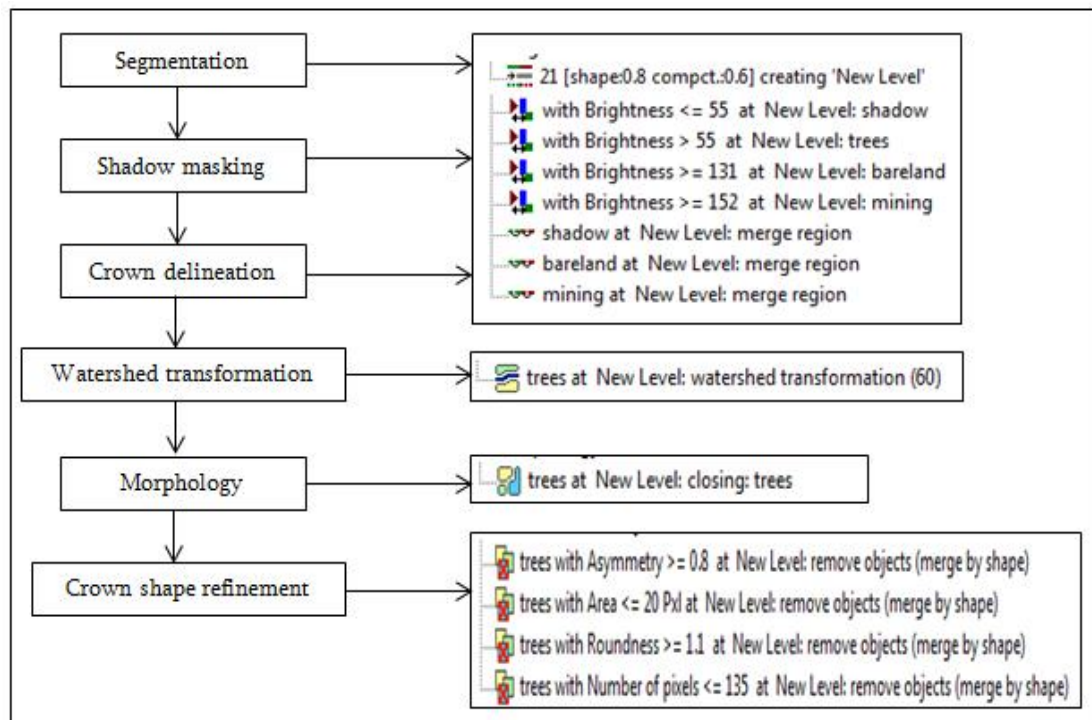 Segmentation
21 [shape:0.8 compct.:0.6] creating 'New Level'
with Brightness <= 55 at New Level: shadow
with Brightness > 55 at New Level: trees
with Brightness >= 131 at New Level: bareland
with Brightness >= 152 at New Level: mining
shadow at New Level: merge region
bareland at New Level: merge region
mining at New Level: merge region
Shadow masking
Crown delineation
Watershed transformation
trees at New Level: watershed transformation (60)
Morphology
trees at New Level: closing: trees
Crown shape refinement
trees with Asymmetry >= 0.8 at New Level: remove objects (merge by shape)
trees with Area <= 20 Pxl at New Level: remove objects (merge by shape)
trees with Roundness >= 1.1 at New Level: remove objects (merge by shape)
trees with Number of pixels <= 135 at New Level: remove objects (merge by shape)